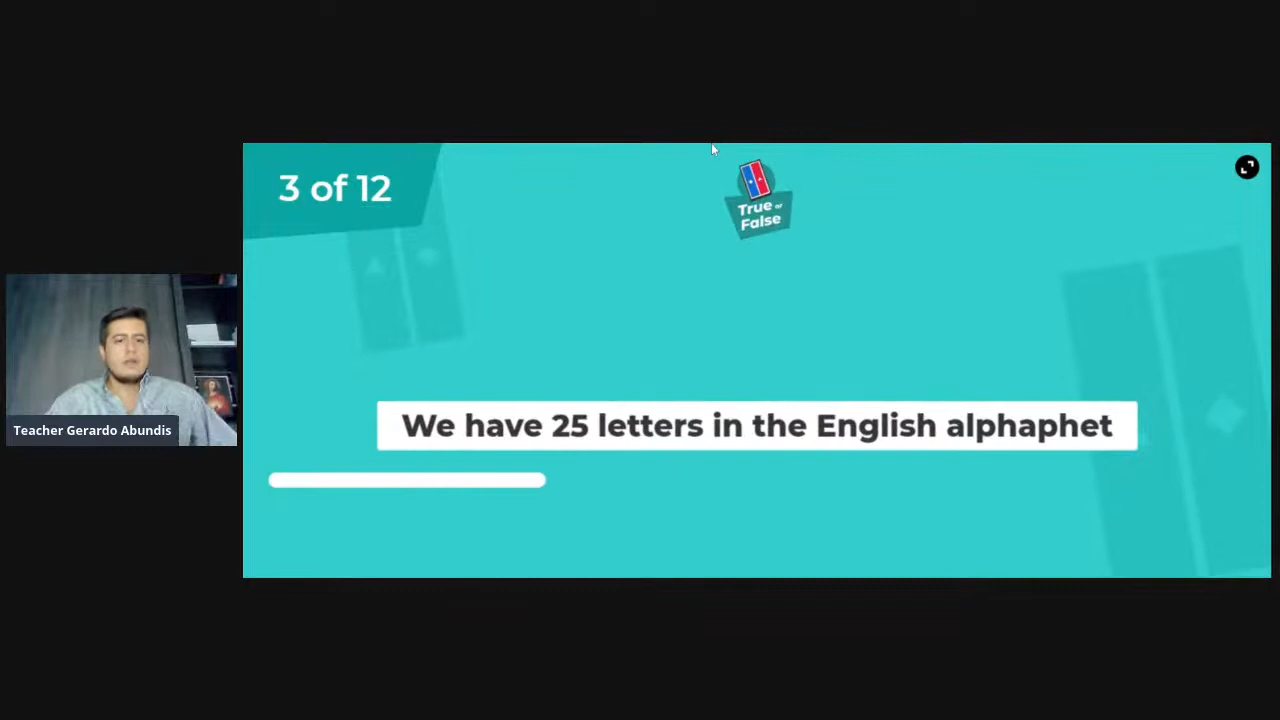 3 of 12
True or
False
We have 25 letters in the English alphaphet
Teacher Gerardo Abundis